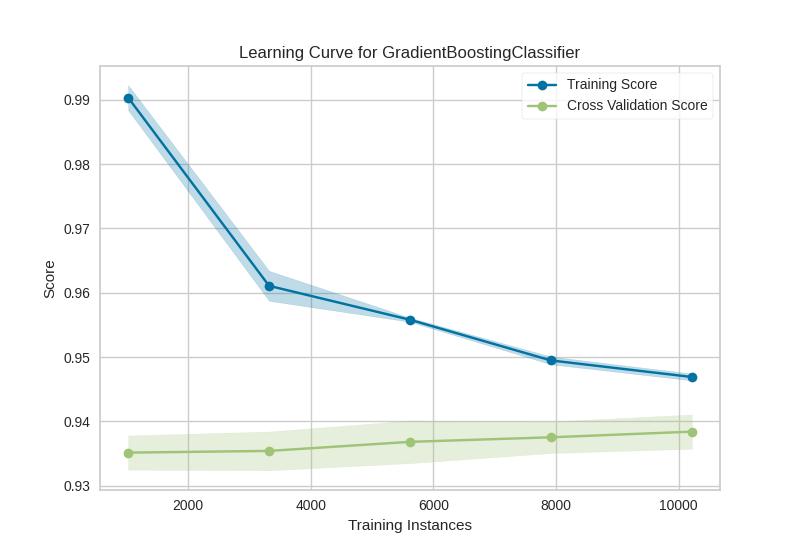 Learning Curve for GradientBoostingClassifier
Training Score
Cross Validation Score
0.99
0.98
0.97
0.96
0.95
0.94
0.93
Score
2000 4000 6000 8000 10000
Training Instances